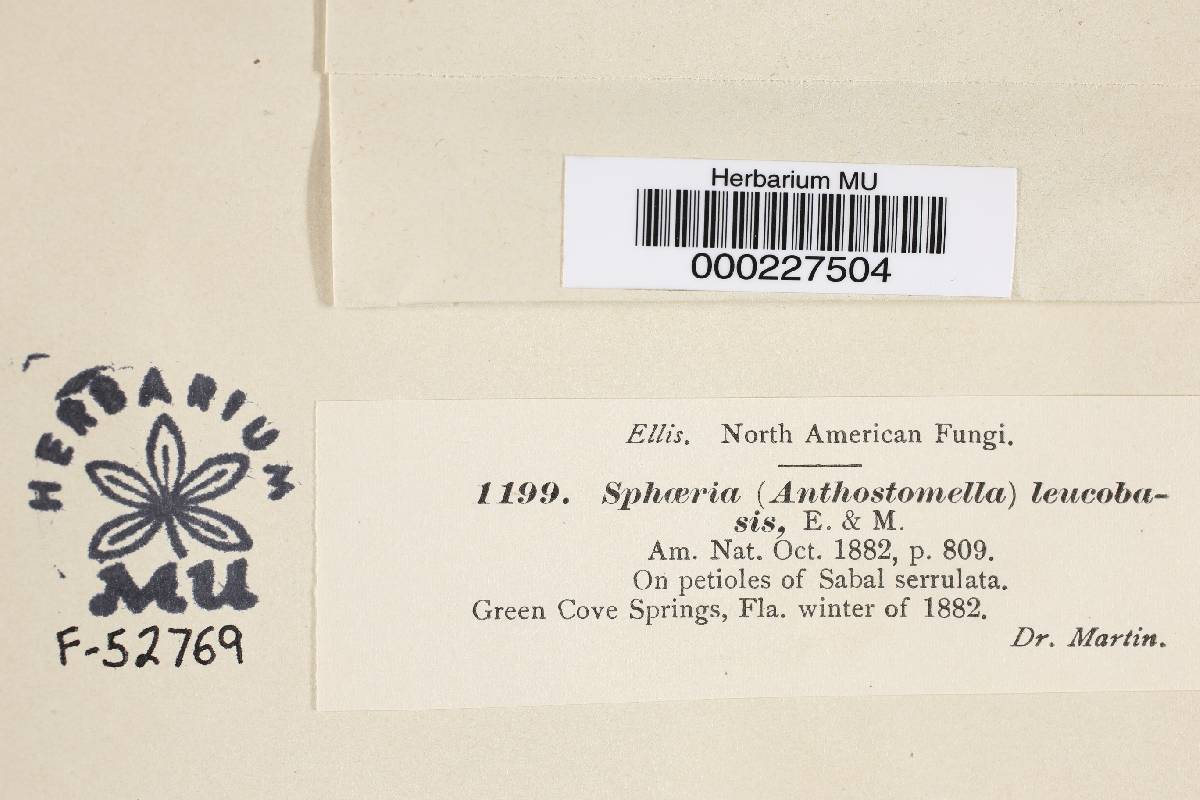 Herbarium MU
000227504
HERBARIUM
MU
F-52769
Ellis. North American Fungi.
1199. Sphæria (Anthostomella) leucoba-
sis, E. & M.
Am. Nat. Oct. 1882, p. 809.
On petioles of Sabal serrulata.
Green Cove Springs, Fla. winter of 1882.
Dr. Martin.